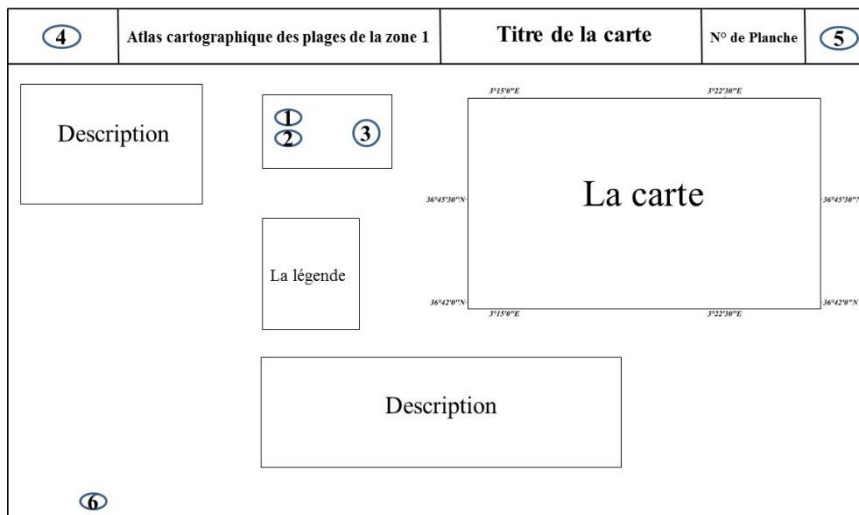 4
Atlas cartographique des plages de la zone 1
Titre de la carte
N° de Planche
5
Description
1
2
3
3°15'0"E
3°22'30"E
La carte
36°45'30"N
36°45'30"N
36°42'0"N
36°42'0"N
3°15'0"E
3°22'30"E
La légende
Description
6